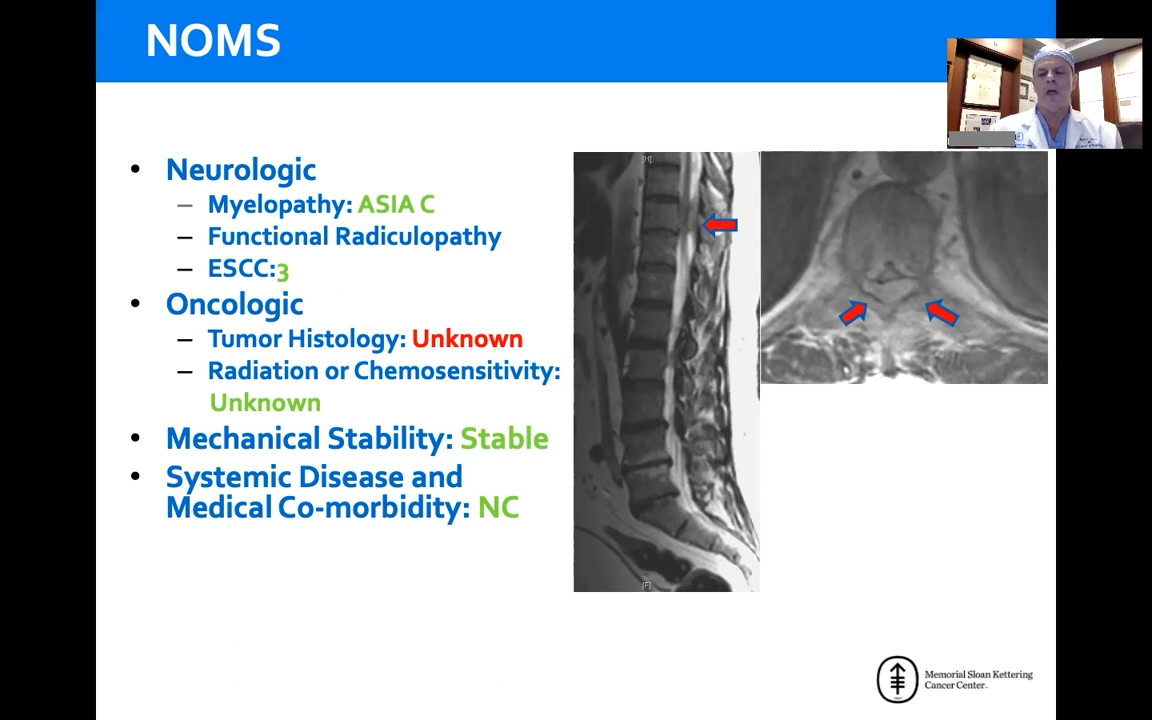 NOMS
• Neurologic
– Myelopathy: ASIA C
– Functional Radiculopathy
– ESCC:3
• Oncologic
– Tumor Histology: Unknown
– Radiation or Chemosensitivity:
Unknown
• Mechanical Stability: Stable
• Systemic Disease and
Medical Co-morbidity: NC
[H]
[F]
Memorial Sloan Kettering
Cancer Center